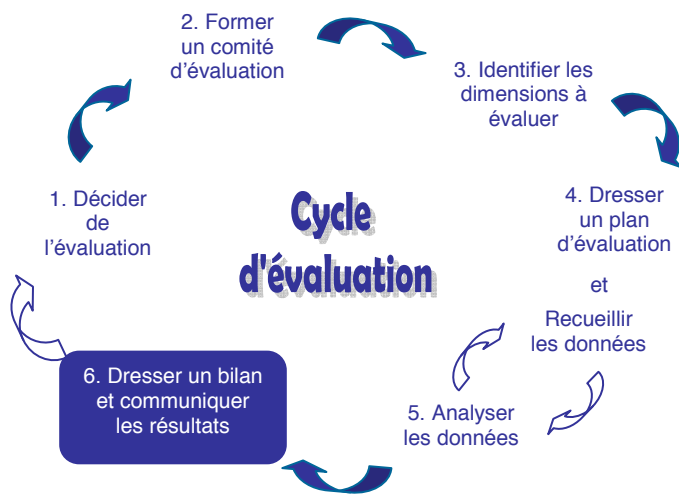 2. Former
un comité
d'évaluation
3. Identifier les
dimensions à
évaluer
1. Décider
de
l'évaluation
Cycle
d'évaluation
4. Dresser
un plan
d'évaluation
et
Recueillir
les données
5. Analyser
les données
6. Dresser un bilan
et communiquer
les résultats